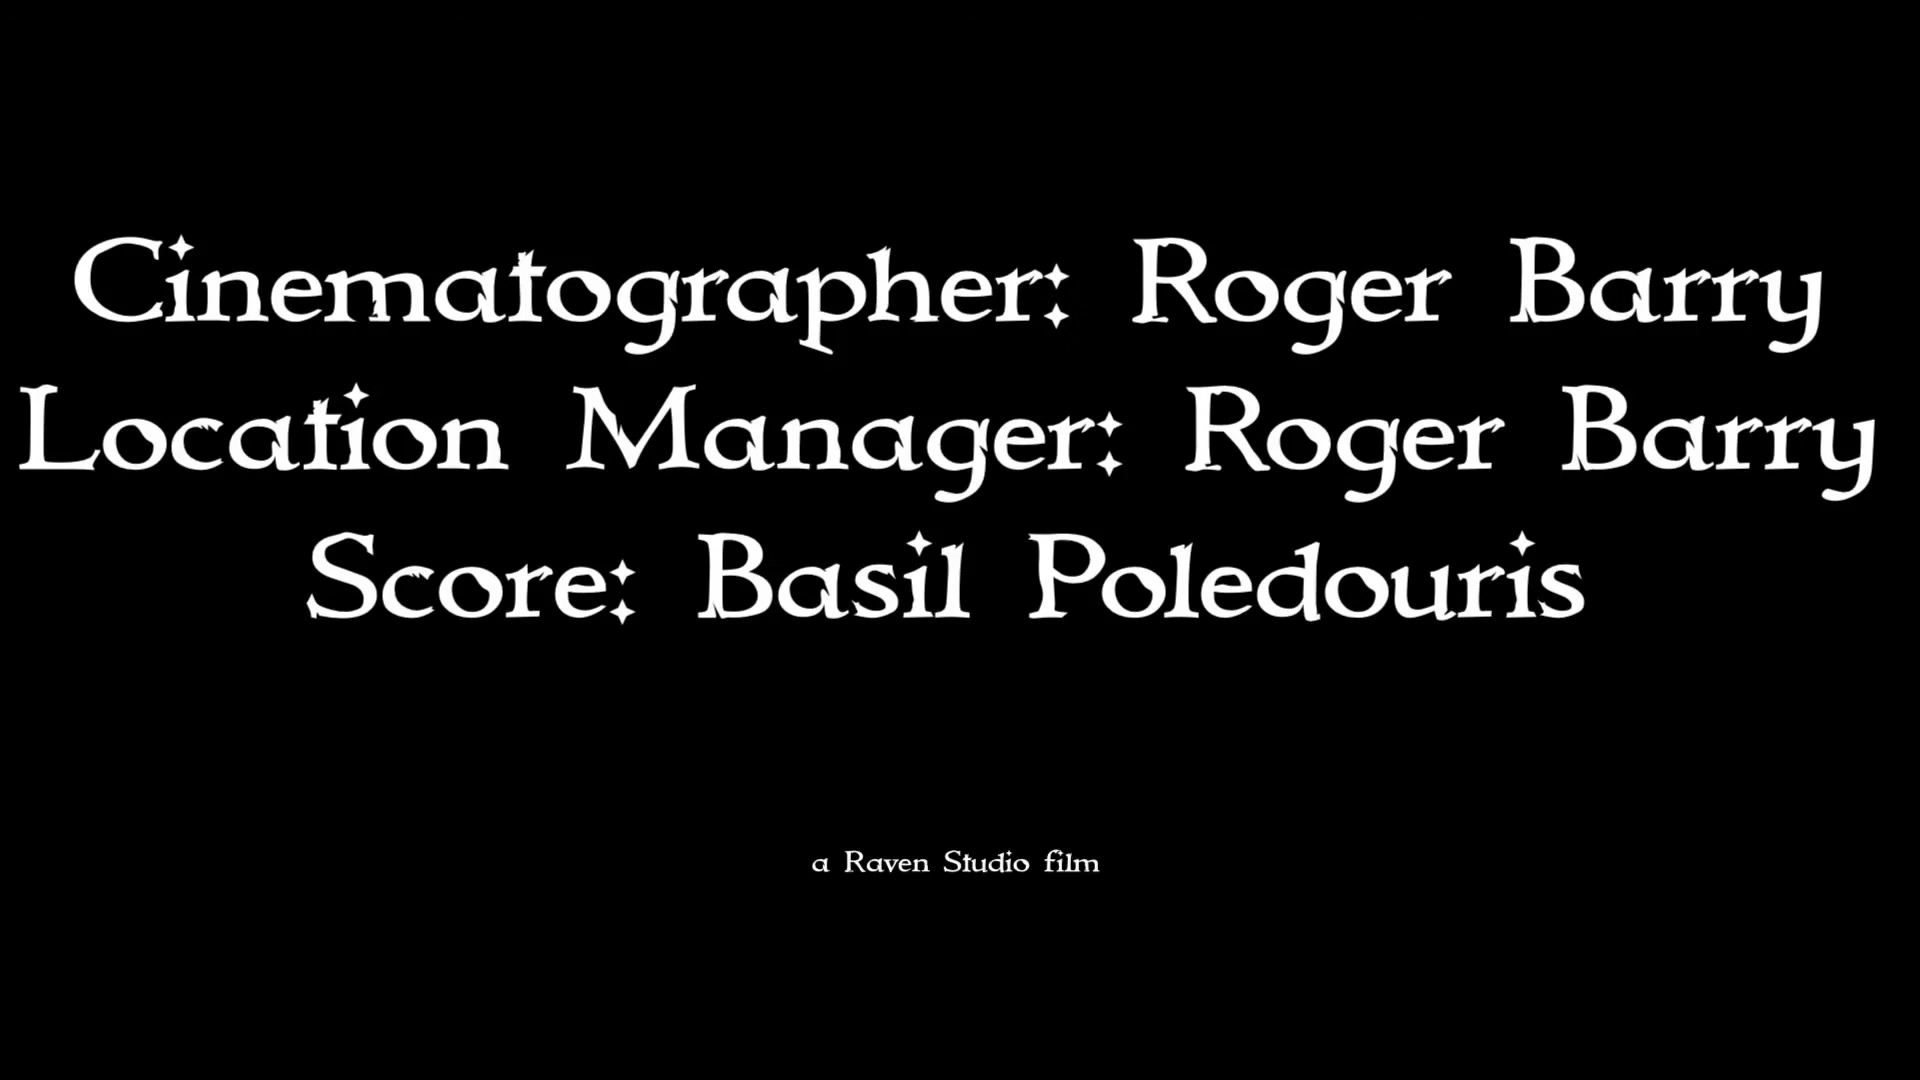 Cinematographer: Roger Barry
Location Manager: Roger Barry
Score: Basil Poledouris
a Raven Studio film